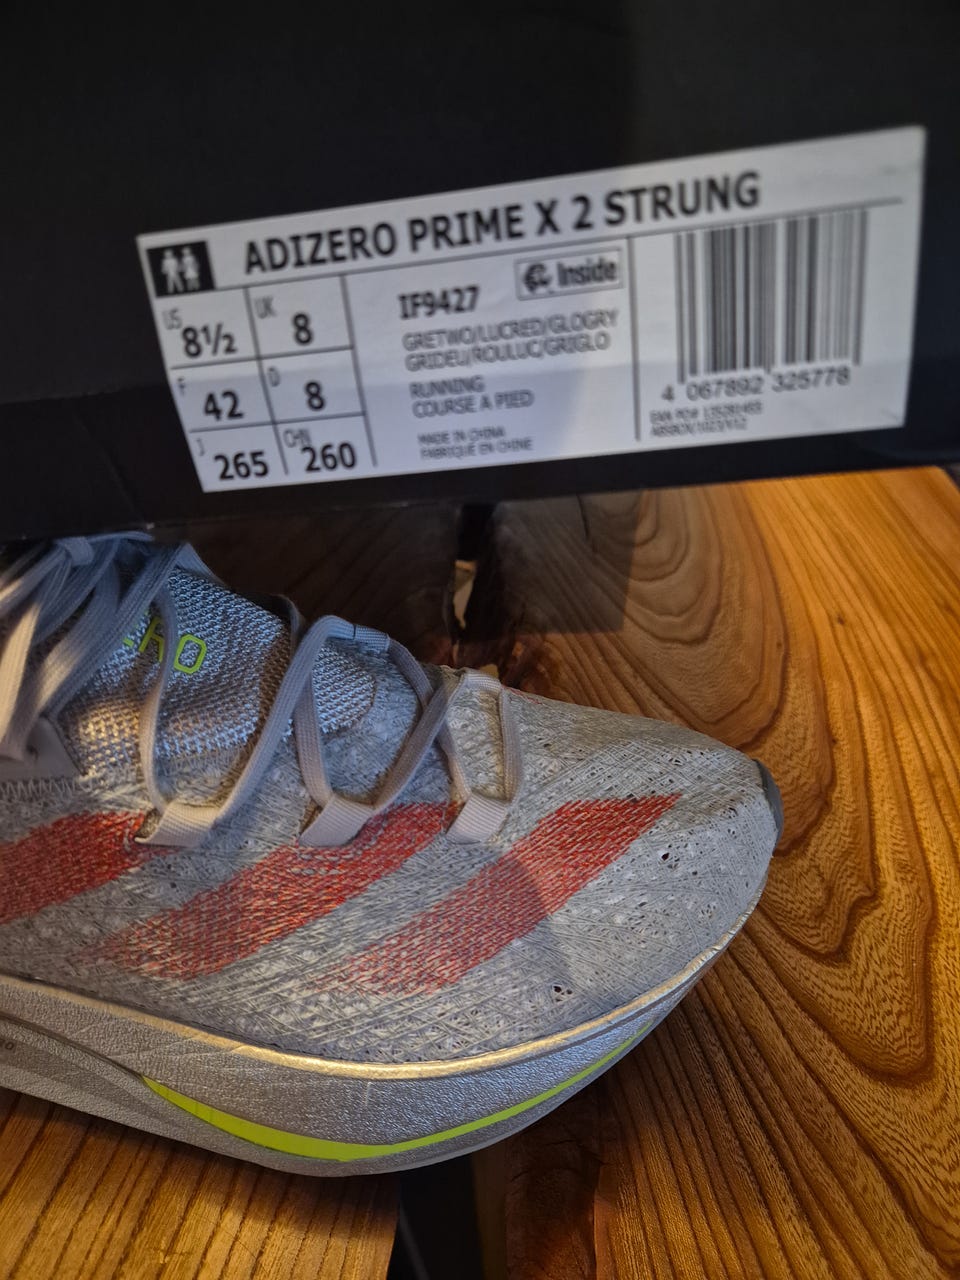 ADIZERO PRIME X 2 STRUNG
US 8½ UK 8
F 42 D 8
J 265 CHN 260
IF9427
Inside
GRETWO/LUCRED/GLOGRY
GRIDEU/ROULUC/GRIGLO
RUNNING
COURSE A PIED
MADE IN CHINA
FABRIQUÉ EN CHINE
4 067892 325778
RO